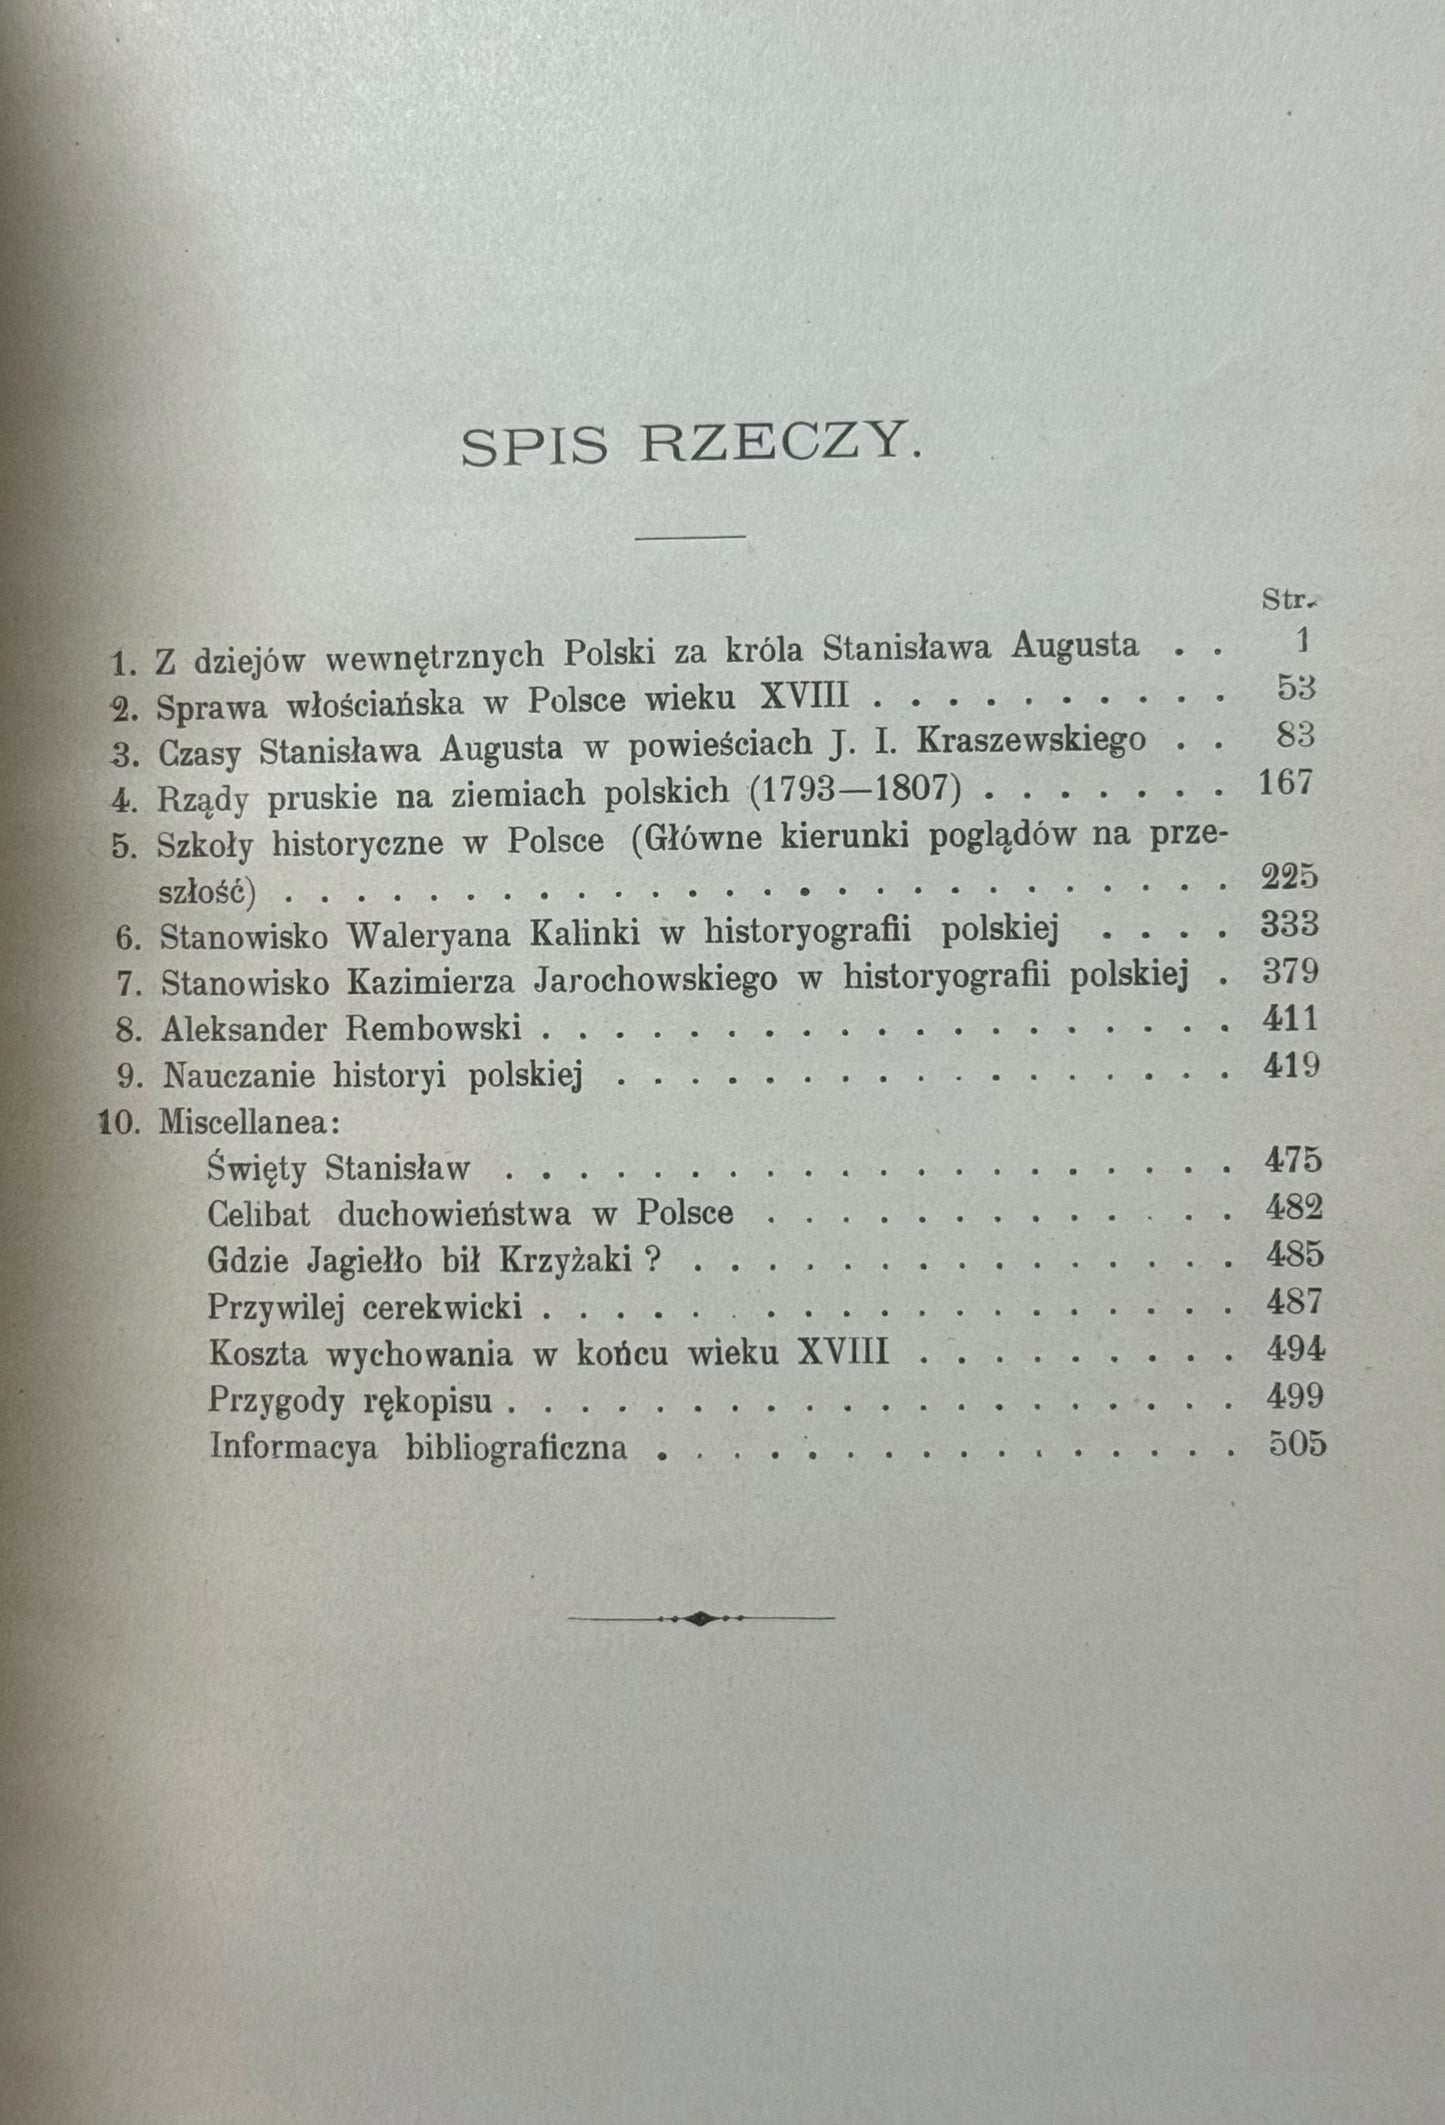 SPIS RZECZY.
Str.
1. Z dziejów wewnętrznych Polski za króla Stanisława Augusta . . 1
2. Sprawa włościańska w Polsce wieku XVIII . . . . . . . . . . 53
3. Czasy Stanisława Augusta w powieściach J. I. Kraszewskiego . . 83
4. Rządy pruskie na ziemiach polskich (1793—1807) . . . . . . . 167
5. Szkoły historyczne w Polsce (Główne kierunki poglądów na prze-
szłość) . . . . . . . . . . . . . . . . . . . . . . . . . . 225
6. Stanowisko Waleryana Kalinki w historyografii polskiej . . . . 333
7. Stanowisko Kazimierza Jarochowskiego w historyografii polskiej . 379
8. Aleksander Rembowski . . . . . . . . . . . . . . . . . . . 411
9. Nauczanie historyi polskiej . . . . . . . . . . . . . . . . . 419
10. Miscellanea:
Święty Stanisław . . . . . . . . . . . . . . . . . . . . 475
Celibat duchowieństwa w Polsce . . . . . . . . . . . . . 482
Gdzie Jagiełło bił Krzyżaki ? . . . . . . . . . . . . . . . 485
Przywilej cerekwicki . . . . . . . . . . . . . . . . . . . 487
Koszta wychowania w końcu wieku XVIII . . . . . . . . . 494
Przygody rękopisu . . . . . . . . . . . . . . . . . . . . 499
Informacya bibliograficzna . . . . . . . . . . . . . . . . 505